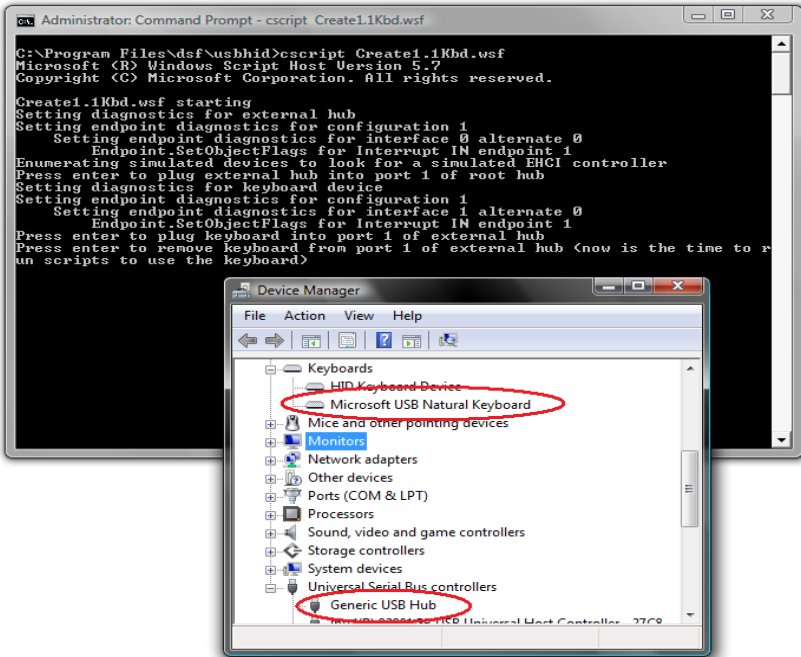 Administrator: Command Prompt - cscript Create1.1Kbd.wsf
C:\Program Files\dsf\usbhid>cscript Create1.1Kbd.wsf
Microsoft (R) Windows Script Host Version 5.7
Copyright (C) Microsoft Corporation. All rights reserved.
Create1.1Kbd.wsf starting
Setting diagnostics for external hub
Setting endpoint diagnostics for configuration 1
Setting endpoint diagnostics for interface 0 alternate 0
Endpoint.SetObjectFlags for Interrupt IN endpoint 1
Enumerating simulated devices to look for a simulated EHCI controller
Press enter to plug external hub into port 1 of root hub
Setting diagnostics for keyboard device
Setting endpoint diagnostics for configuration 1
Setting endpoint diagnostics for interface 1 alternate 0
Endpoint.SetObjectFlags for Interrupt IN endpoint 1
Press enter to plug keyboard into port 1 of external hub
Press enter to remove keyboard from port 1 of external hub (now is the time to r
un scripts to use the keyboard)
Device Manager
File Action View Help
Keyboards
HID Keyboard Device
Microsoft USB Natural Keyboard
Mice and other pointing devices
Monitors
Network adapters
Other devices
Ports (COM & LPT)
Processors
Sound, video and game controllers
Storage controllers
System devices
Universal Serial Bus controllers
Generic USB Hub
USB Universal Host Controller - 27C8